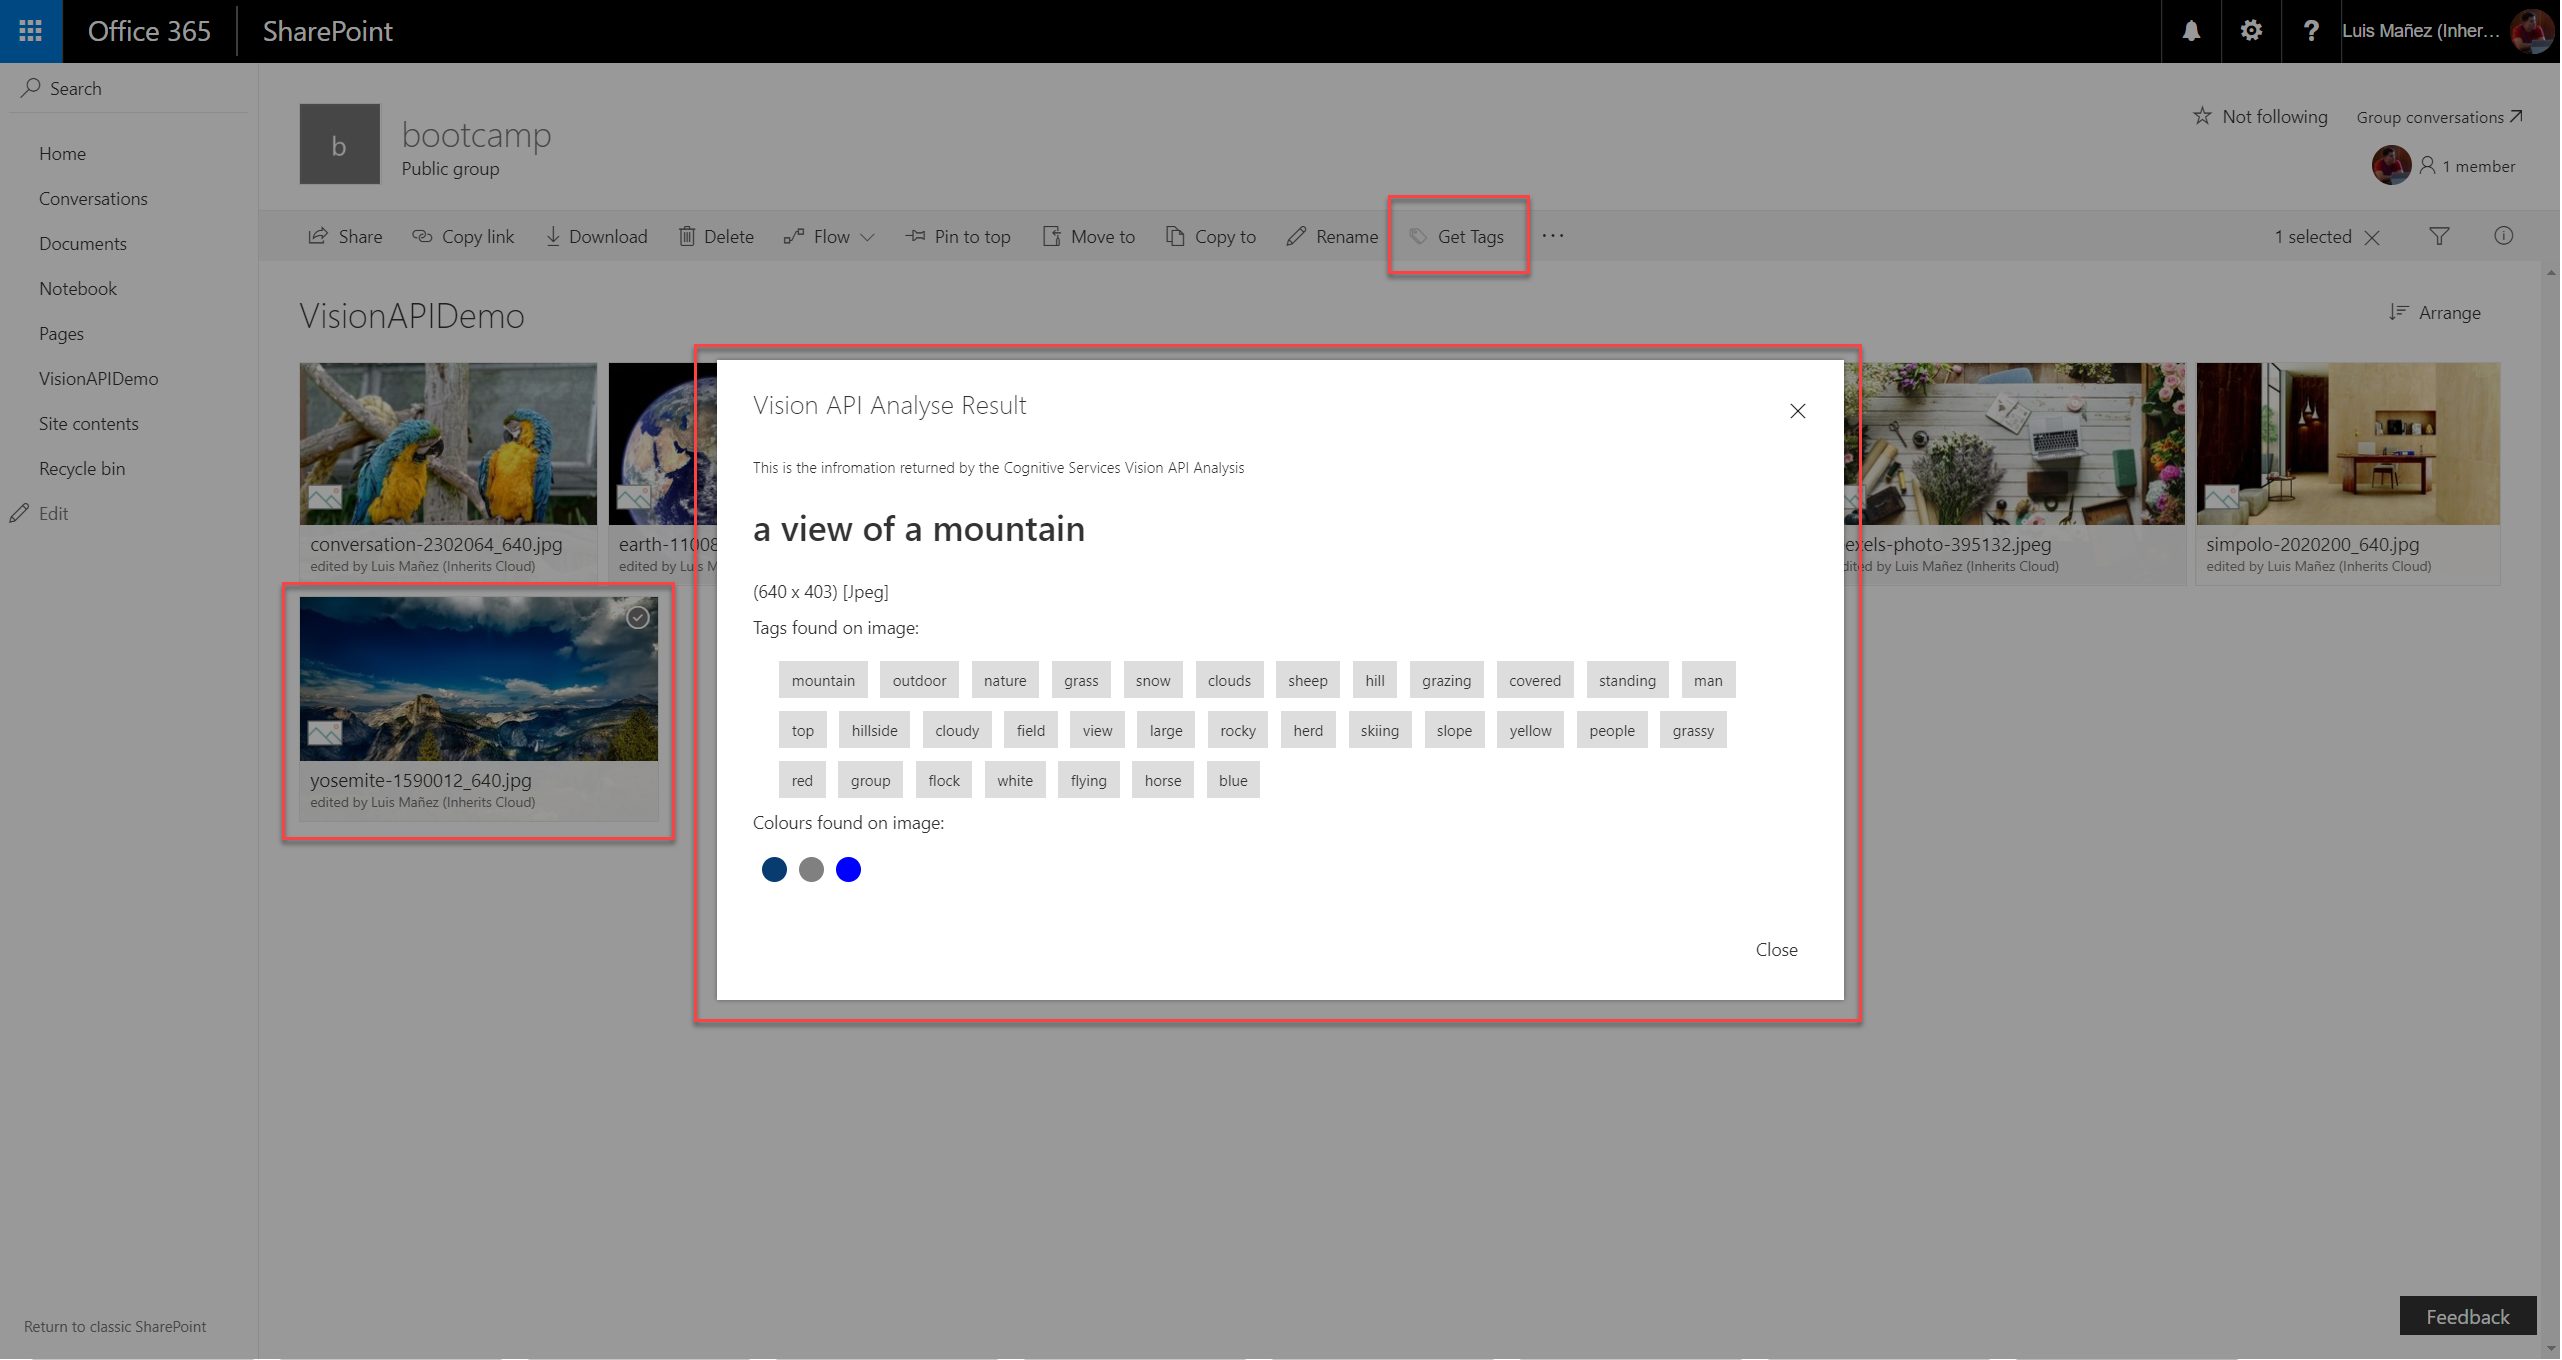 Office 365 SharePoint Luis Mañez (Inher...
Search
Home
Conversations
Documents
Notebook
Pages
VisionAPIDemo
Site contents
Recycle bin
Edit
Return to classic SharePoint
b
bootcamp
Public group
Not following Group conversations
1 member
Share Copy link Download Delete Flow Pin to top Move to Copy to Rename Get Tags ... 1 selected
VisionAPIDemo
Arrange
conversation-2302064_640.jpg
edited by Luis Mañez (Inherits Cloud)
earth-11008
edited by Luis M
exels-photo-395132.jpeg
dited by Luis Mañez (Inherits Cloud)
simpolo-2020200_640.jpg
edited by Luis Mañez (Inherits Cloud)
yosemite-1590012_640.jpg
edited by Luis Mañez (Inherits Cloud)
Vision API Analyse Result
This is the infromation returned by the Cognitive Services Vision API Analysis
a view of a mountain
(640 x 403) [Jpeg]
Tags found on image:
mountain outdoor nature grass snow clouds sheep hill grazing covered standing man
top hillside cloudy field view large rocky herd skiing slope yellow people grassy
red group flock white flying horse blue
Colours found on image:
Close
Feedback